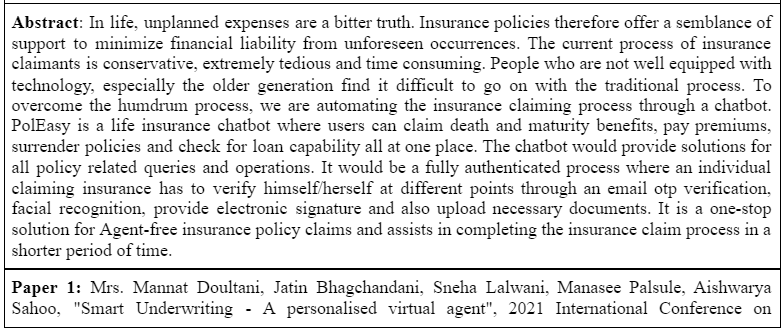 Abstract: In life, unplanned expenses are a bitter truth. Insurance policies therefore offer a semblance of
support to minimize financial liability from unforeseen occurrences. The current process of insurance
claimants is conservative, extremely tedious and time consuming. People who are not well equipped with
technology, especially the older generation find it difficult to go on with the traditional process. To
overcome the humdrum process, we are automating the insurance claiming process through a chatbot.
PolEasy is a life insurance chatbot where users can claim death and maturity benefits, pay premiums,
surrender policies and check for loan capability all at one place. The chatbot would provide solutions for
all policy related queries and operations. It would be a fully authenticated process where an individual
claiming insurance has to verify himself/herself at different points through an email otp verification,
facial recognition, provide electronic signature and also upload necessary documents. It is a one-stop
solution for Agent-free insurance policy claims and assists in completing the insurance claim process in a
shorter period of time.
Paper 1: Mrs. Mannat Doultani, Jatin Bhagchandani, Sneha Lalwani, Manasee Palsule, Aishwarya
Sahoo, "Smart Underwriting - A personalised virtual agent", 2021 International Conference on